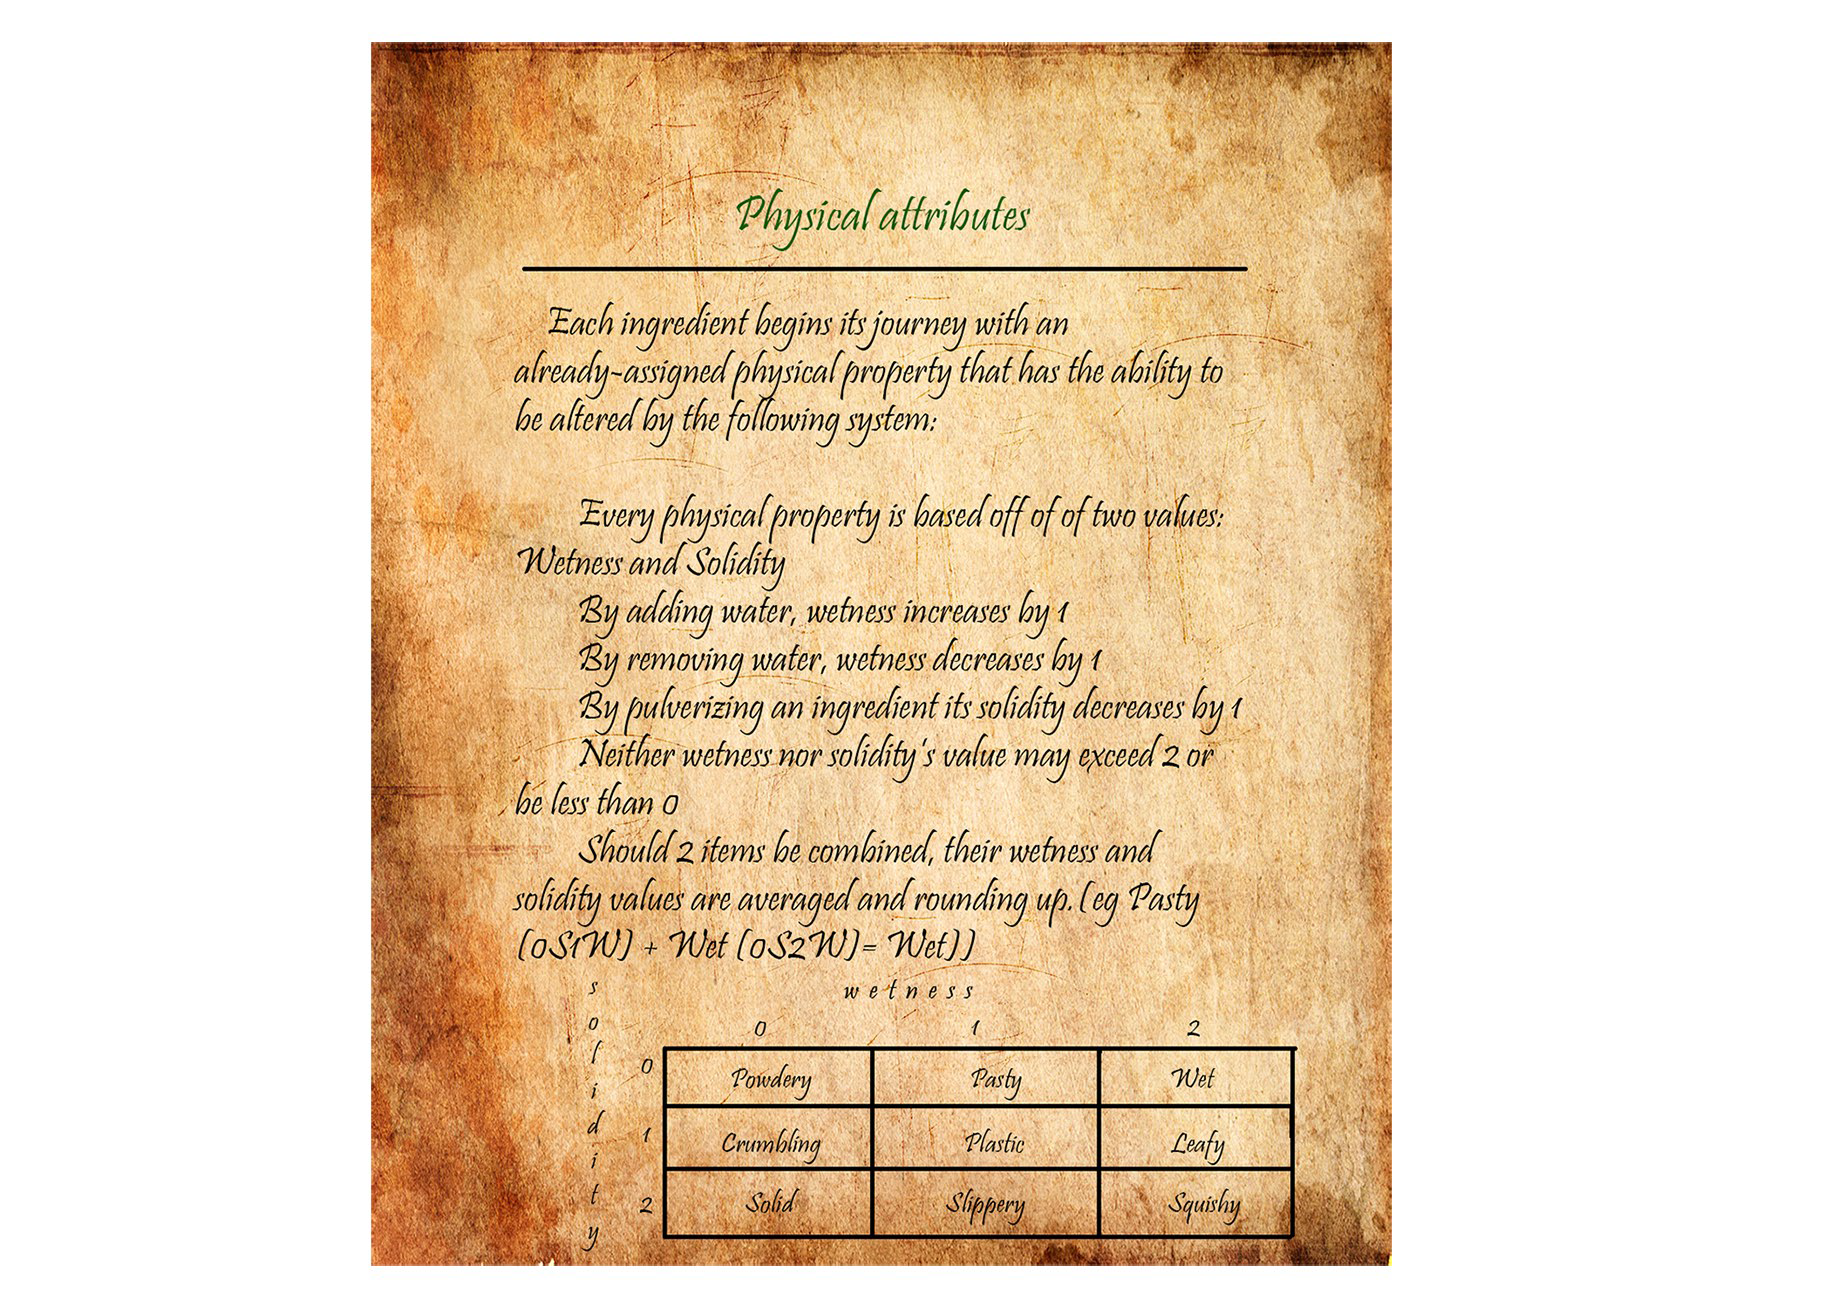 Physical attributes
Each ingredient begins its journey with an
already-assigned physical property that has the ability to
be altered by the following system:
Every physical property is based off of of two values:
Wetness and Solidity
By adding water, wetness increases by 1
By removing water, wetness decreases by 1
By pulverizing an ingredient its solidity decreases by 1
Neither wetness nor solidity's value may exceed 2 or
be less than 0
Should 2 items be combined, their wetness and
solidity values are averaged and rounding up.(eg Pasty
(0S1W) + Wet (0S2W)= Wet))
solidity
wetness
0 1 2
0 Powdery Pasty Wet
1 Crumbling Plastic Leafy
2 Solid Slippery Squishy